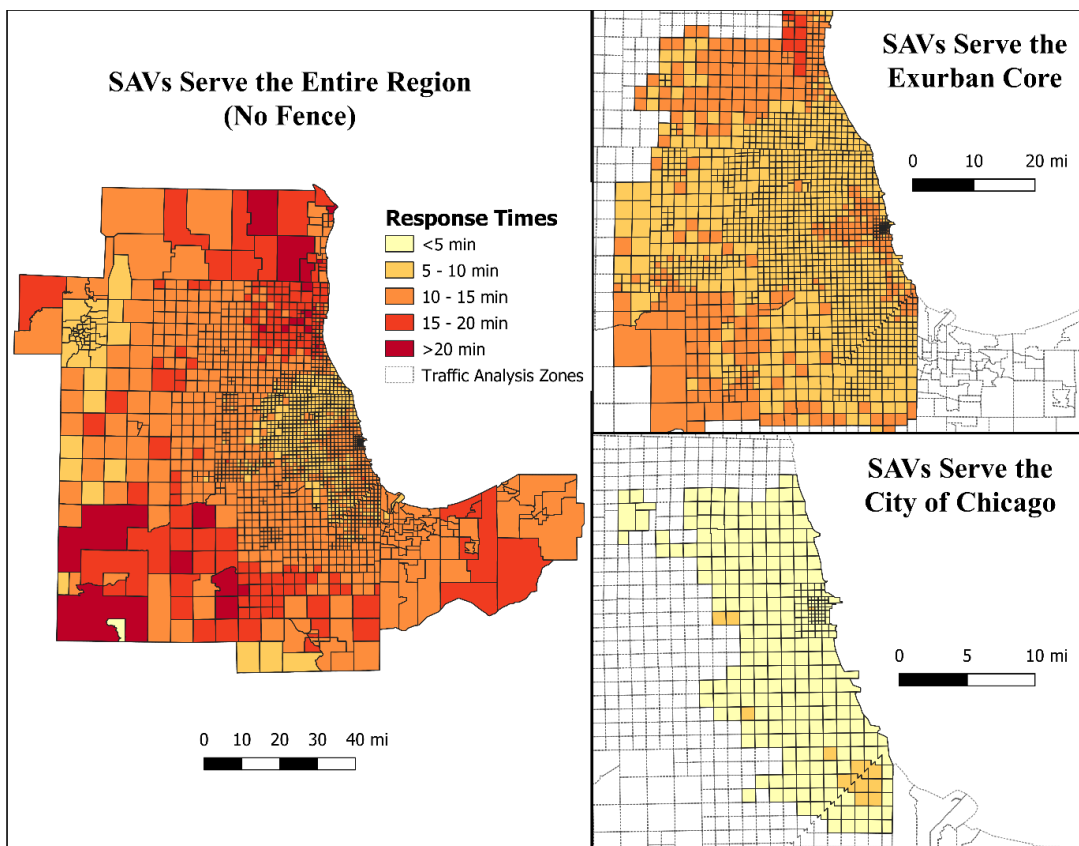 SAVs Serve the Entire Region
(No Fence)
Response Times
<5 min
5 - 10 min
10 - 15 min
15 - 20 min
>20 min
Traffic Analysis Zones
0 10 20 30 40 mi
SAVs Serve the
Exurban Core
0 10 20 mi
SAVs Serve the
City of Chicago
0 5 10 mi